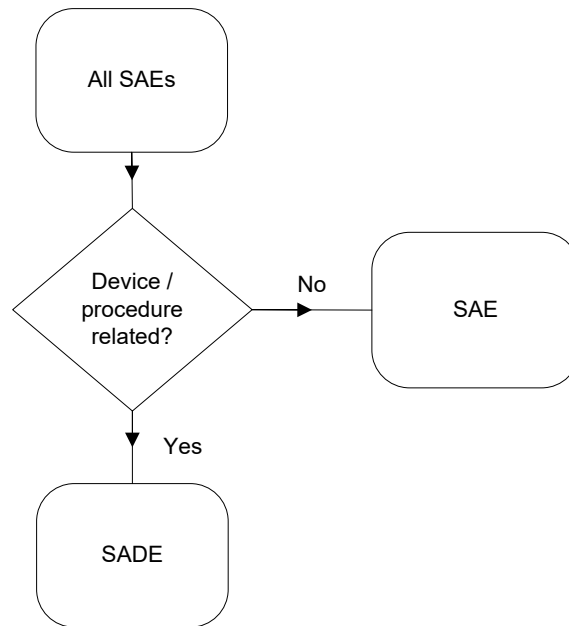 All SAEs
Device /
procedure
related?
No
SAE
Yes
SADE